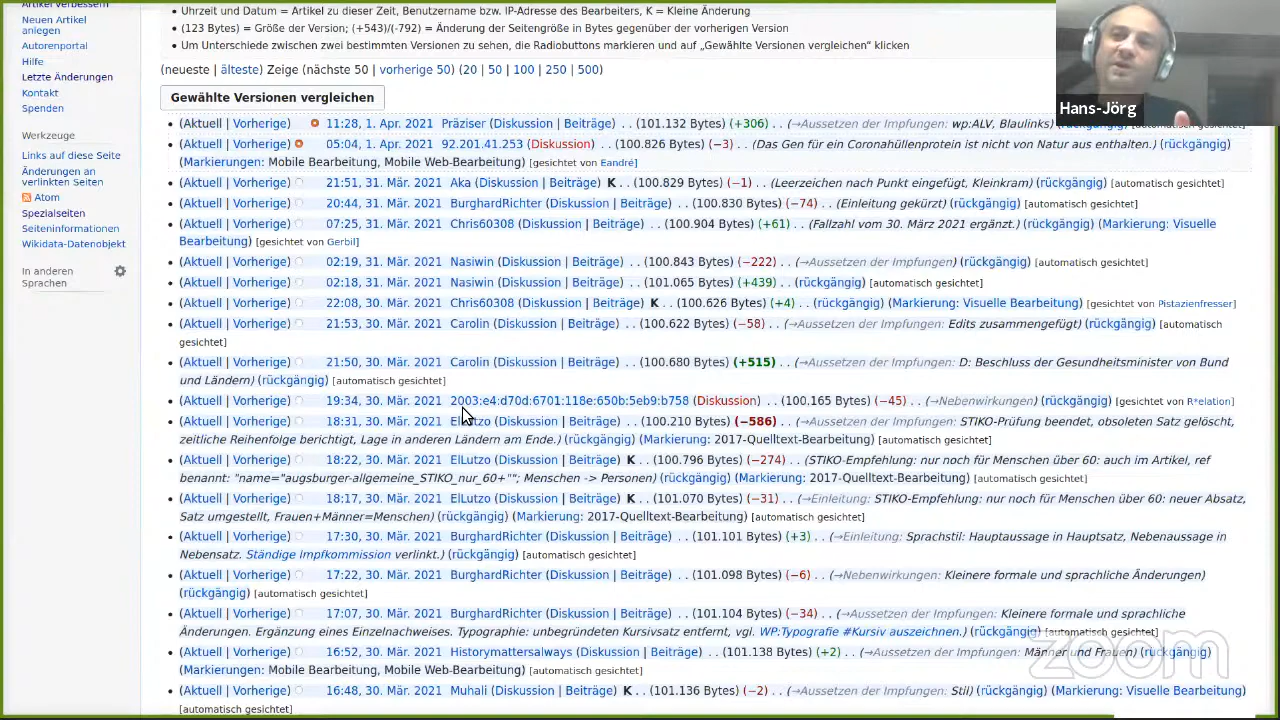 Artikel verbessern
Neuen Artikel
anlegen
Autorenportal
Hilfe
Letzte Änderungen
Kontakt
Spenden
Werkzeuge
Links auf diese Seite
Änderungen an
verlinkten Seiten
Atom
Spezialseiten
Seiteninformationen
Wikidata-Datenobjekt
In anderen
Sprachen
• Uhrzeit und Datum = Artikel zu dieser Zeit, Benutzername bzw. IP-Adresse des Bearbeiters, K = Kleine Änderung
• (123 Bytes) = Größe der Version; (+543)/(-792) = Änderung der Seitengröße in Bytes gegenüber der vorherigen Version
• Um Unterschiede zwischen zwei bestimmten Versionen zu sehen, die Radiobuttons markieren und auf „Gewählte Versionen vergleichen" klicken
(neueste | älteste) Zeige (nächste 50 | vorherige 50) (20 | 50 | 100 | 250 | 500)
Gewählte Versionen vergleichen
• (Aktuell | Vorherige) 11:28, 1. Apr. 2021 Präziser (Diskussion | Beiträge) . . (101.132 Bytes) (+306) . . (→Aussetzen der Impfungen: wp:ALV, Blaulinks)
• (Aktuell | Vorherige) 05:04, 1. Apr. 2021 92.201.41.253 (Diskussion) . . (100.826 Bytes) (−3) . . (Das Gen für ein Coronahüllenprotein ist nicht von Natur aus enthalten.) (rückgängig)
(Markierungen: Mobile Bearbeitung, Mobile Web-Bearbeitung) [gesichtet von Eandré]
• (Aktuell | Vorherige) 21:51, 31. Mär. 2021 Aka (Diskussion | Beiträge) K . . (100.829 Bytes) (−1) . . (Leerzeichen nach Punkt eingefügt, Kleinkram) (rückgängig) [automatisch gesichtet]
• (Aktuell | Vorherige) 20:44, 31. Mär. 2021 BurghardRichter (Diskussion | Beiträge) . . (100.830 Bytes) (−74) . . (Einleitung gekürzt) (rückgängig) [automatisch gesichtet]
• (Aktuell | Vorherige) 07:25, 31. Mär. 2021 Chris60308 (Diskussion | Beiträge) . . (100.904 Bytes) (+61) . . (Fallzahl vom 30. März 2021 ergänzt.) (rückgängig) (Markierung: Visuelle
Bearbeitung) [gesichtet von Gerbil]
• (Aktuell | Vorherige) 02:19, 31. Mär. 2021 Nasiwin (Diskussion | Beiträge) . . (100.843 Bytes) (−222) . . (→Aussetzen der Impfungen) (rückgängig) [automatisch gesichtet]
• (Aktuell | Vorherige) 02:18, 31. Mär. 2021 Nasiwin (Diskussion | Beiträge) . . (101.065 Bytes) (+439) . . (rückgängig) [automatisch gesichtet]
• (Aktuell | Vorherige) 22:08, 30. Mär. 2021 Chris60308 (Diskussion | Beiträge) K . . (100.626 Bytes) (+4) . . (rückgängig) (Markierung: Visuelle Bearbeitung) [gesichtet von Pistazienfresser]
• (Aktuell | Vorherige) 21:53, 30. Mär. 2021 Carolin (Diskussion | Beiträge) . . (100.622 Bytes) (−58) . . (→Aussetzen der Impfungen: Edits zusammengefügt) (rückgängig) [automatisch
gesichtet]
• (Aktuell | Vorherige) 21:50, 30. Mär. 2021 Carolin (Diskussion | Beiträge) . . (100.680 Bytes) (+515) . . (→Aussetzen der Impfungen: D: Beschluss der Gesundheitsminister von Bund
und Ländern) (rückgängig) [automatisch gesichtet]
• (Aktuell | Vorherige) 19:34, 30. Mär. 2021 2003:e4:d70d:6701:118e:650b:5eb9:b758 (Diskussion) . . (100.165 Bytes) (−45) . . (→Nebenwirkungen) (rückgängig) [gesichtet von R*elation]
• (Aktuell | Vorherige) 18:31, 30. Mär. 2021 ElLutzo (Diskussion | Beiträge) . . (100.210 Bytes) (−586) . . (→Aussetzen der Impfungen: STIKO-Prüfung beendet, obsoleten Satz gelöscht,
zeitliche Reihenfolge berichtigt, Lage in anderen Ländern am Ende.) (rückgängig) (Markierung: 2017-Quelltext-Bearbeitung) [automatisch gesichtet]
• (Aktuell | Vorherige) 18:22, 30. Mär. 2021 ElLutzo (Diskussion | Beiträge) K . . (100.796 Bytes) (−274) . . (STIKO-Empfehlung: nur noch für Menschen über 60: auch im Artikel, ref
benannt: "name="augsburger-allgemeine_STIKO_nur_60+""; Menschen -> Personen) (rückgängig) (Markierung: 2017-Quelltext-Bearbeitung) [automatisch gesichtet]
• (Aktuell | Vorherige) 18:17, 30. Mär. 2021 ElLutzo (Diskussion | Beiträge) K . . (101.070 Bytes) (−31) . . (→Einleitung: STIKO-Empfehlung: nur noch für Menschen über 60: neuer Absatz,
Satz umgestellt, Frauen+Männer=Menschen) (rückgängig) (Markierung: 2017-Quelltext-Bearbeitung) [automatisch gesichtet]
• (Aktuell | Vorherige) 17:30, 30. Mär. 2021 BurghardRichter (Diskussion | Beiträge) . . (101.101 Bytes) (+3) . . (→Einleitung: Sprachstil: Hauptaussage in Hauptsatz, Nebenaussage in
Nebensatz. Ständige Impfkommission verlinkt.) (rückgängig) [automatisch gesichtet]
• (Aktuell | Vorherige) 17:22, 30. Mär. 2021 BurghardRichter (Diskussion | Beiträge) . . (101.098 Bytes) (−6) . . (→Nebenwirkungen: Kleinere formale und sprachliche Änderungen)
(rückgängig) [automatisch gesichtet]
• (Aktuell | Vorherige) 17:07, 30. Mär. 2021 BurghardRichter (Diskussion | Beiträge) . . (101.104 Bytes) (−34) . . (→Aussetzen der Impfungen: Kleinere formale und sprachliche
Änderungen. Ergänzung eines Einzelnachweises. Typographie: unbegründeten Kursivsatz entfernt, vgl. WP:Typografie #Kursiv auszeichnen.) (rückgängig) [automatisch gesichtet]
• (Aktuell | Vorherige) 16:52, 30. Mär. 2021 Historymattersalways (Diskussion | Beiträge) . . (101.138 Bytes) (+2) . . (→Aussetzen der Impfungen: Männer und Frauen) (rückgängig)
(Markierungen: Mobile Bearbeitung, Mobile Web-Bearbeitung) [automatisch gesichtet]
• (Aktuell | Vorherige) 16:48, 30. Mär. 2021 Muhali (Diskussion | Beiträge) K . . (101.136 Bytes) (−2) . . (→Aussetzen der Impfungen: Stil) (rückgängig) (Markierung: Visuelle Bearbeitung)
[automatisch gesichtet]
Hans-Jörg
zoom